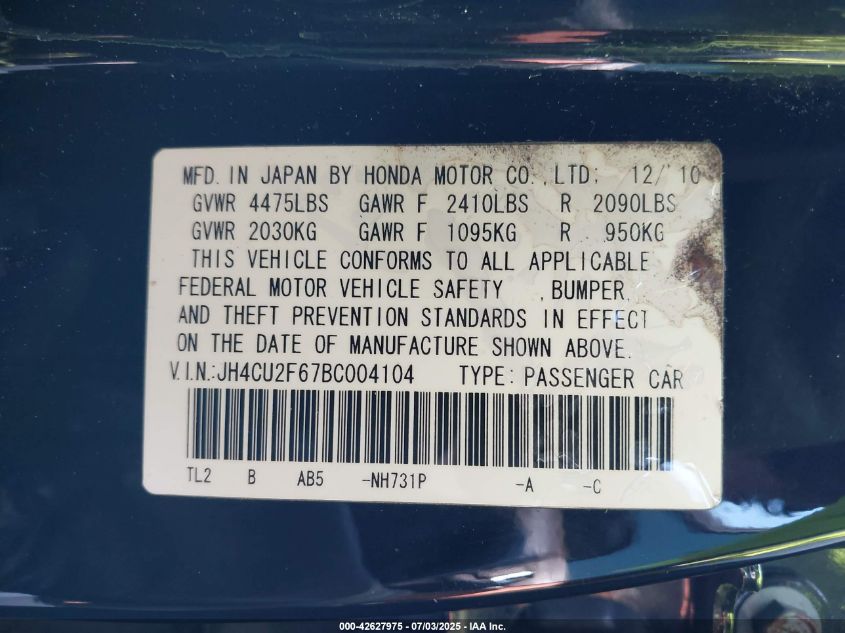 MFD. IN JAPAN BY HONDA MOTOR CO., LTD. 12/10
GVWR 4475LBS GAWR F 2410LBS R 2090LBS
GVWR 2030KG GAWR F 1095KG R 950KG
THIS VEHICLE CONFORMS TO ALL APPLICABLE
FEDERAL MOTOR VEHICLE SAFETY , BUMPER,
AND THEFT PREVENTION STANDARDS IN EFFECT
ON THE DATE OF MANUFACTURE SHOWN ABOVE.
V.I.N.:JH4CU2F67BC004104 TYPE: PASSENGER CAR
TL2 B AB5 -NH731P -A -C
000-42627975 - 07/03/2025 - IAA Inc.